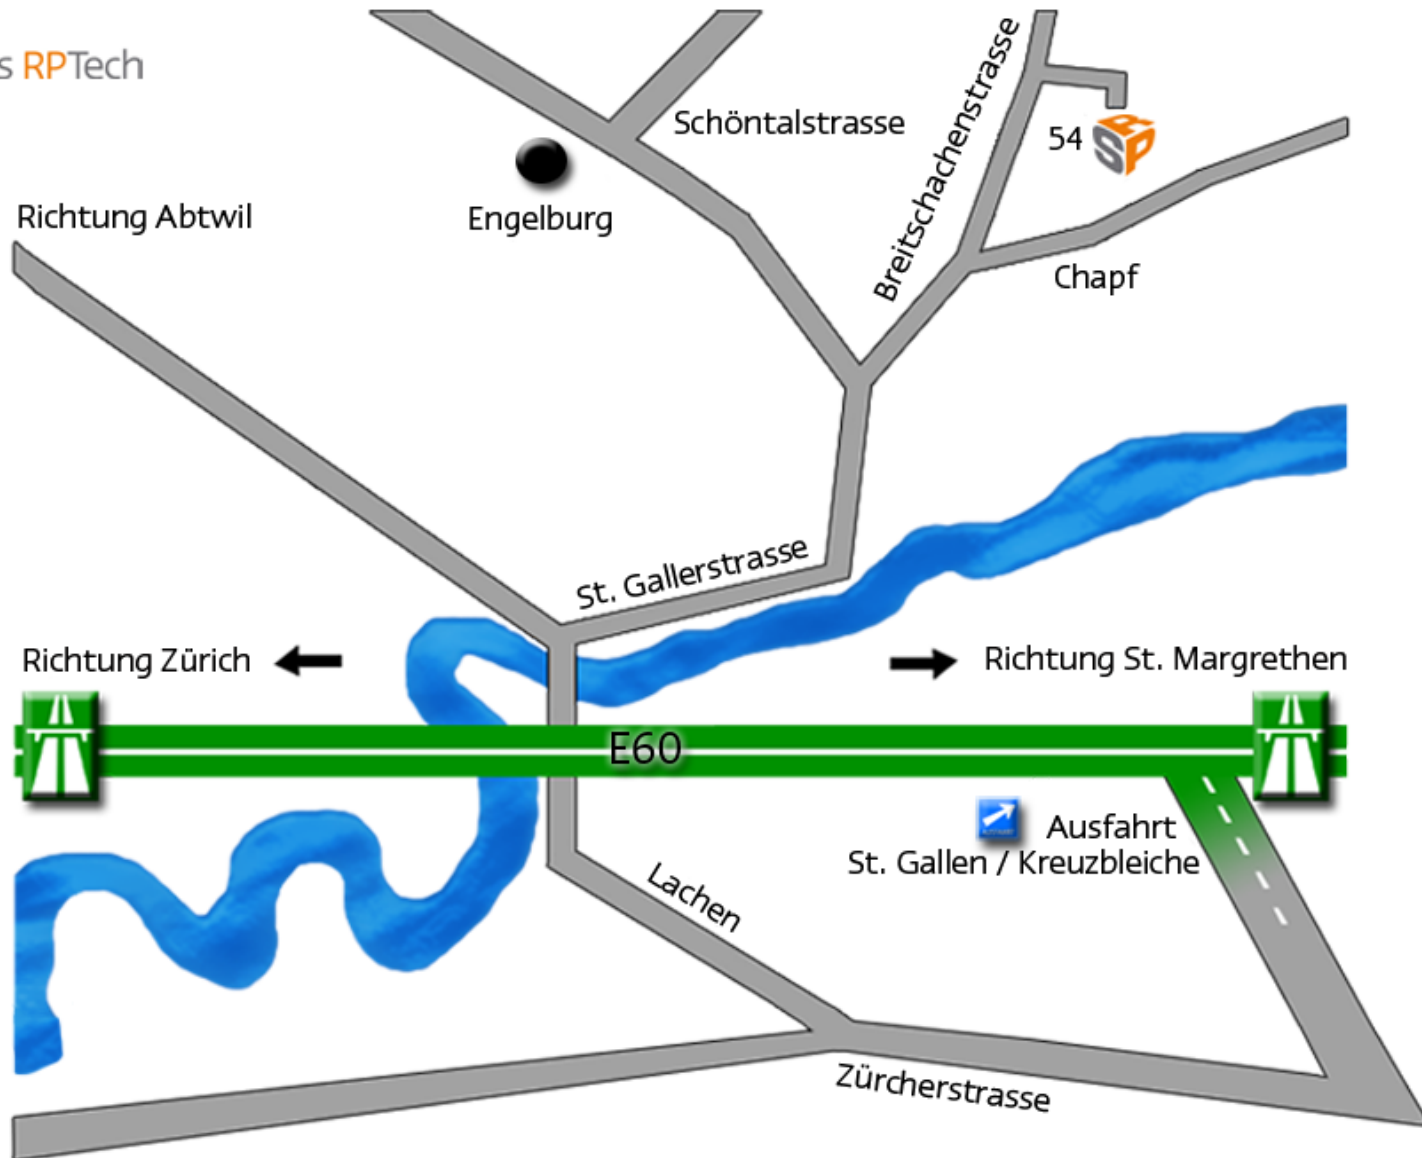 s RPTech
Schöntalstrasse
Breitschachenstrasse
54
SRP
Richtung Abtwil
Engelburg
Chapf
St. Gallerstrasse
Richtung Zürich
Richtung St. Margrethen
E60
Ausfahrt
St. Gallen / Kreuzbleiche
Lachen
Zürcherstrasse